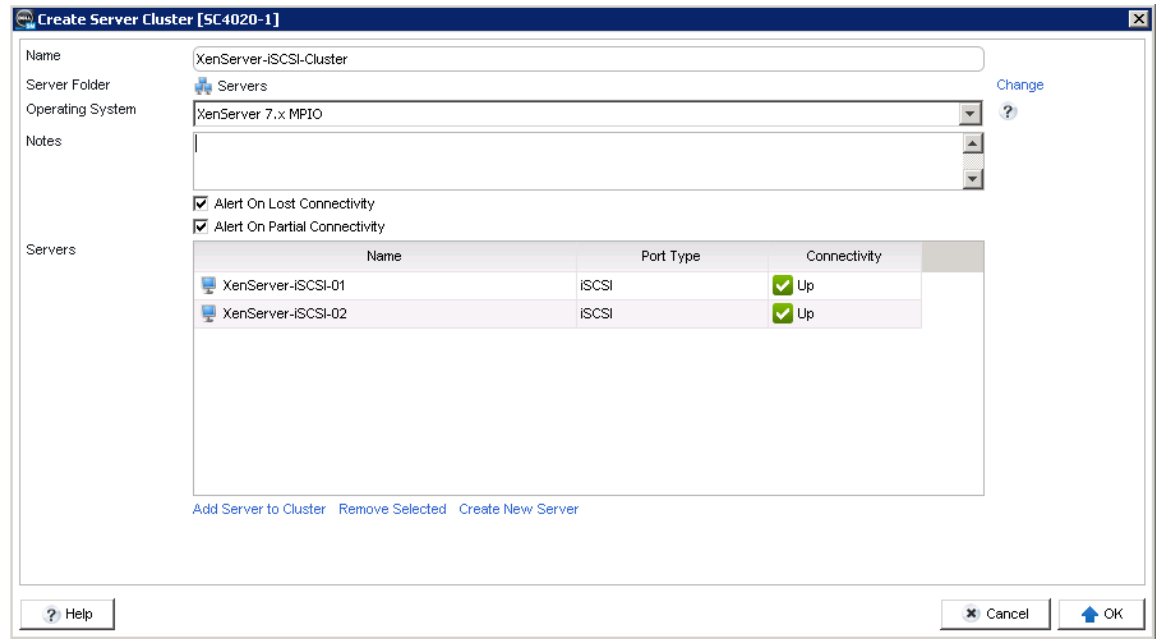 Create Server Cluster [SC4020-1]
Name XenServer-iSCSI-Cluster
Server Folder Servers Change
Operating System XenServer 7.x MPIO ?
Notes
Alert On Lost Connectivity
Alert On Partial Connectivity
Servers Name Port Type Connectivity
XenServer-iSCSI-01 iSCSI Up
XenServer-iSCSI-02 iSCSI Up
Add Server to Cluster Remove Selected Create New Server
? Help Cancel OK